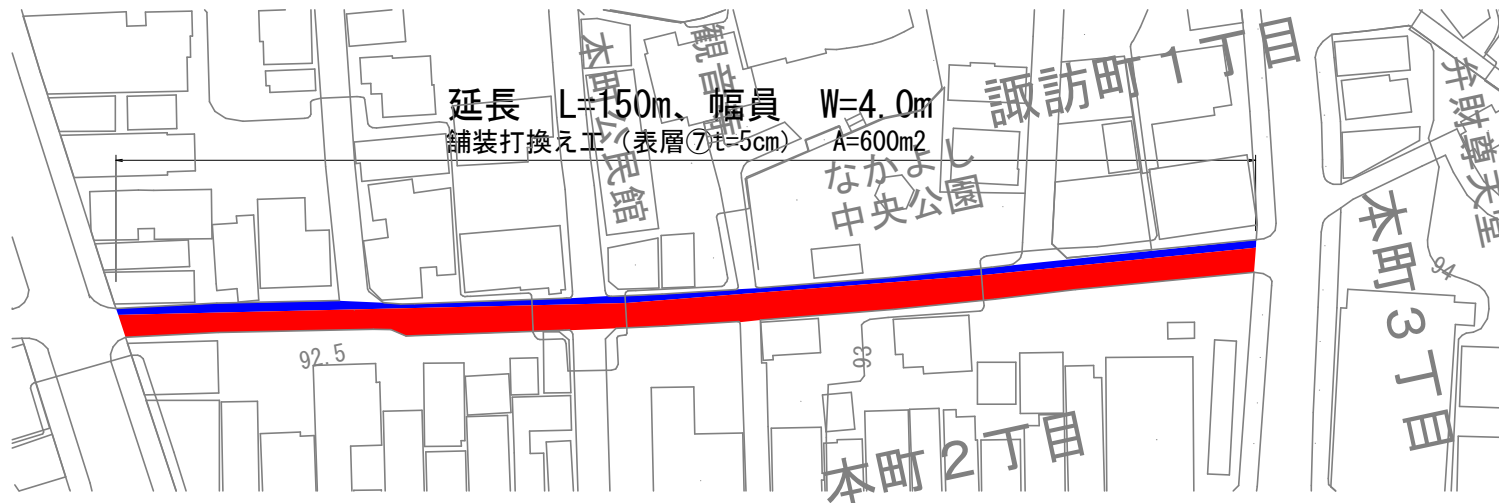 延長　L=150m、幅員　W=4.0m
舗装打換え工（表層⑦t=5cm）　A=600m2
本町公民館
観音寺
諏訪町１丁目
なかよし
中央公園
弁財尊天堂
本町３丁目
94
92.5
93
本町２丁目